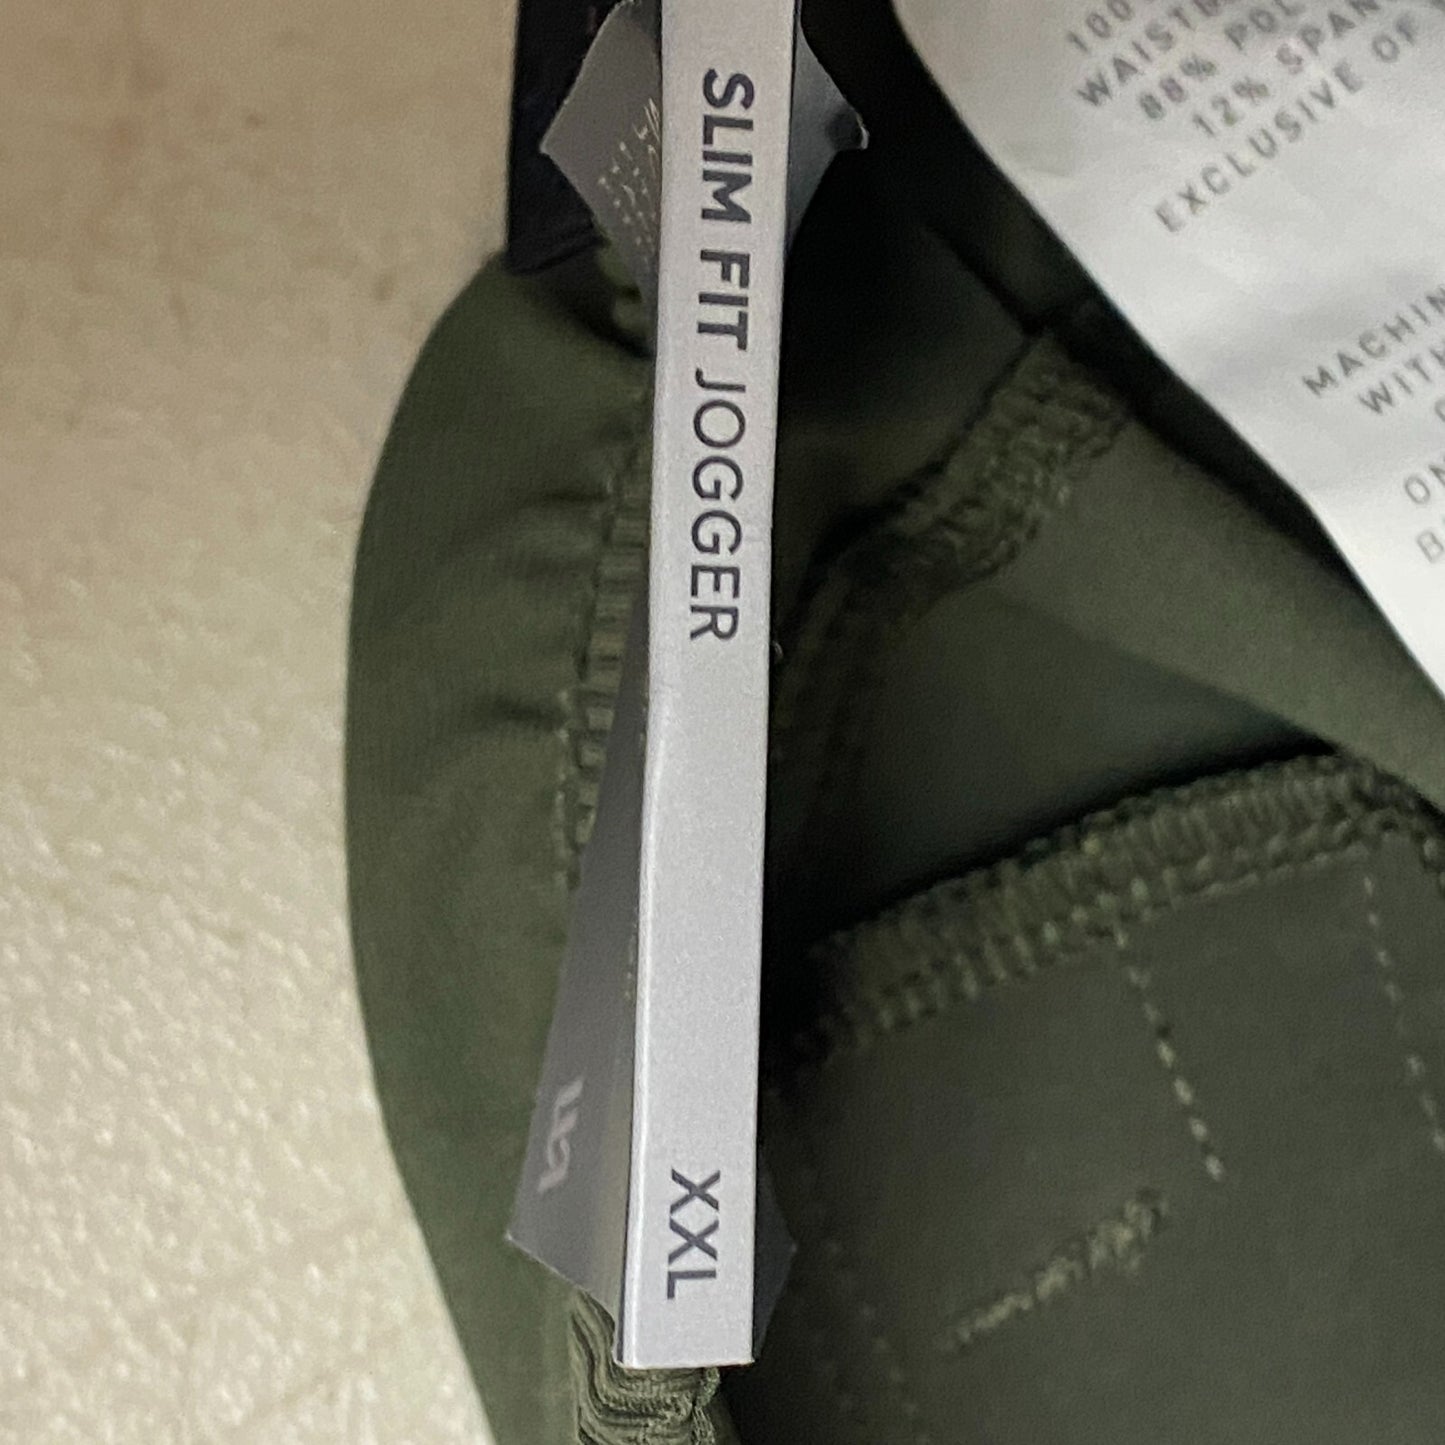 SLIM FIT JOGGER
XXL
WAISTB
88% POL
12% SPAN
EXCLUSIVE OF
MACHIN
WITH